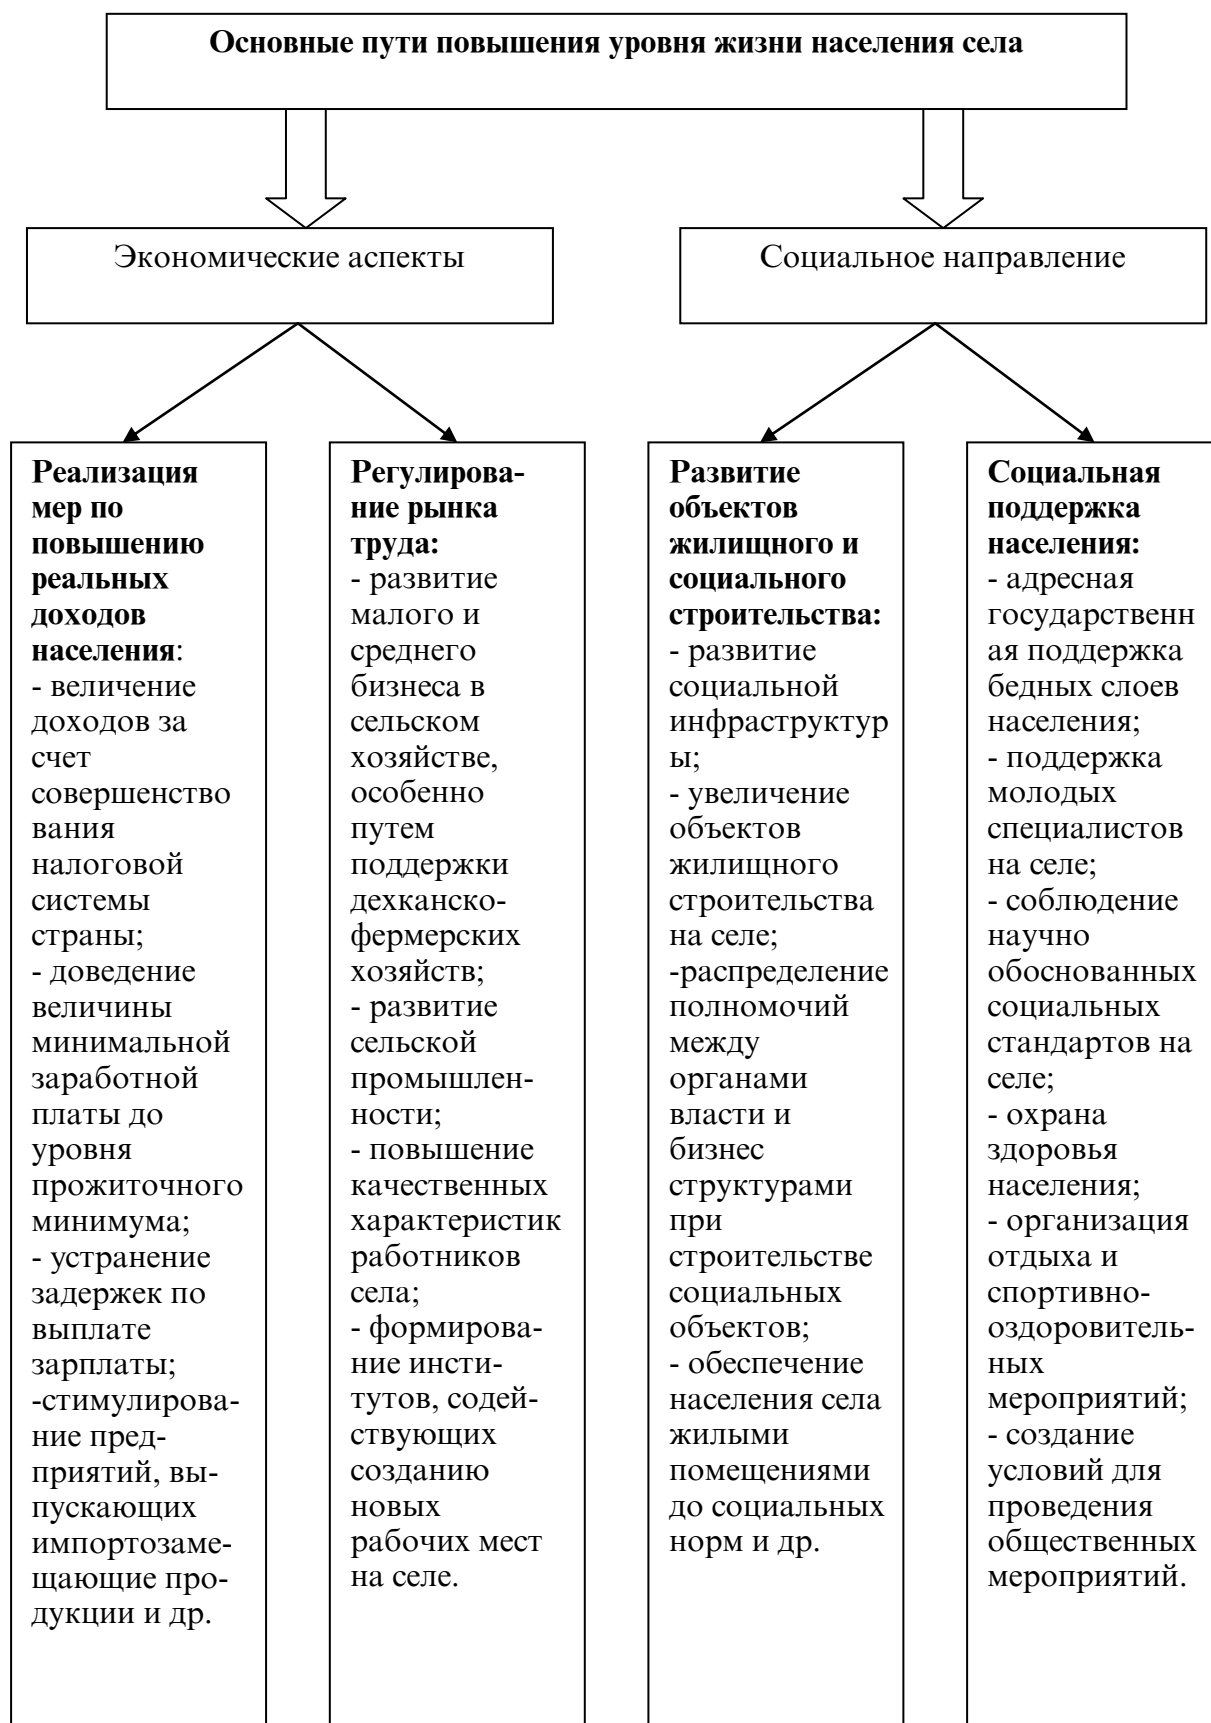 Основные пути повышения уровня жизни населения села
Экономические аспекты
Социальное направление
Реализация
мер по
повышению
реальных
доходов
населения:
- величение
доходов за
счет
совершенство
вания
налоговой
системы
страны;
- доведение
величины
минимальной
заработной
платы до
уровня
прожиточного
минимума;
- устранение
задержек по
выплате
зарплаты;
-стимулирова-
ние пред-
приятий, вы-
пускающих
импортозаме-
щающие про-
дукции и др.
Регулирова-
ние рынка
труда:
- развитие
малого и
среднего
бизнеса в
сельском
хозяйстве,
особенно
путем
поддержки
дехканско-
фермерских
хозяйств;
- развитие
сельской
промышлен-
ности;
- повышение
качественных
характеристик
работников
села;
- формирова-
ние инсти-
тутов, содей-
ствующих
созданию
новых
рабочих мест
на селе.
Развитие
объектов
жилищного и
социального
строительства:
- развитие
социальной
инфраструктур
ы;
- увеличение
объектов
жилищного
строительства
на селе;
-распределение
полномочий
между
органами
власти и
бизнес
структурами
при
строительстве
социальных
объектов;
- обеспечение
населения села
жилыми
помещениями
до социальных
норм и др.
Социальная
поддержка
населения:
- адресная
государственн
ая поддержка
бедных слоев
населения;
- поддержка
молодых
специалистов
на селе;
- соблюдение
научно
обоснованных
социальных
стандартов на
селе;
- охрана
здоровья
населения;
- организация
отдыха и
спортивно-
оздоровитель-
ных
мероприятий;
- создание
условий для
проведения
общественных
мероприятий.